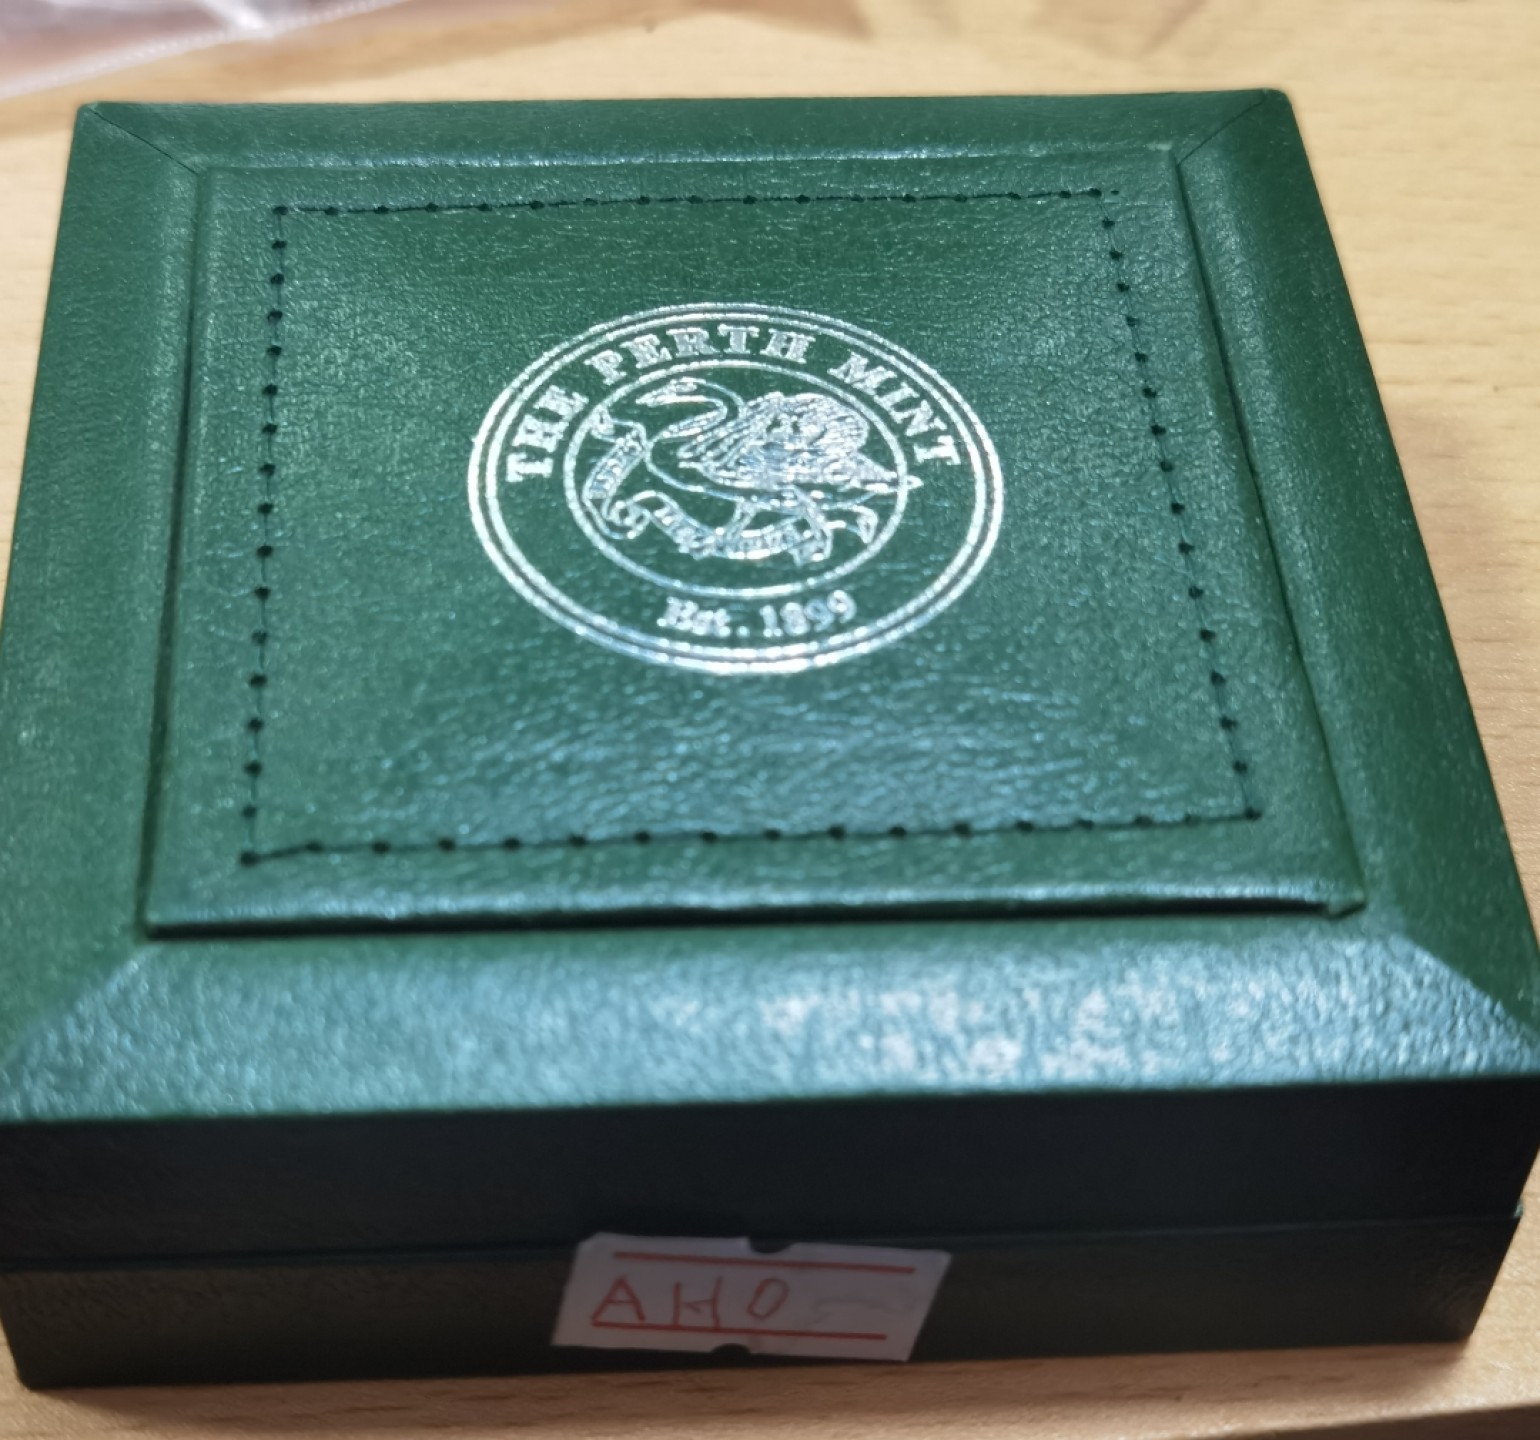 THE PERTH MINT
Est. 1899
AHO